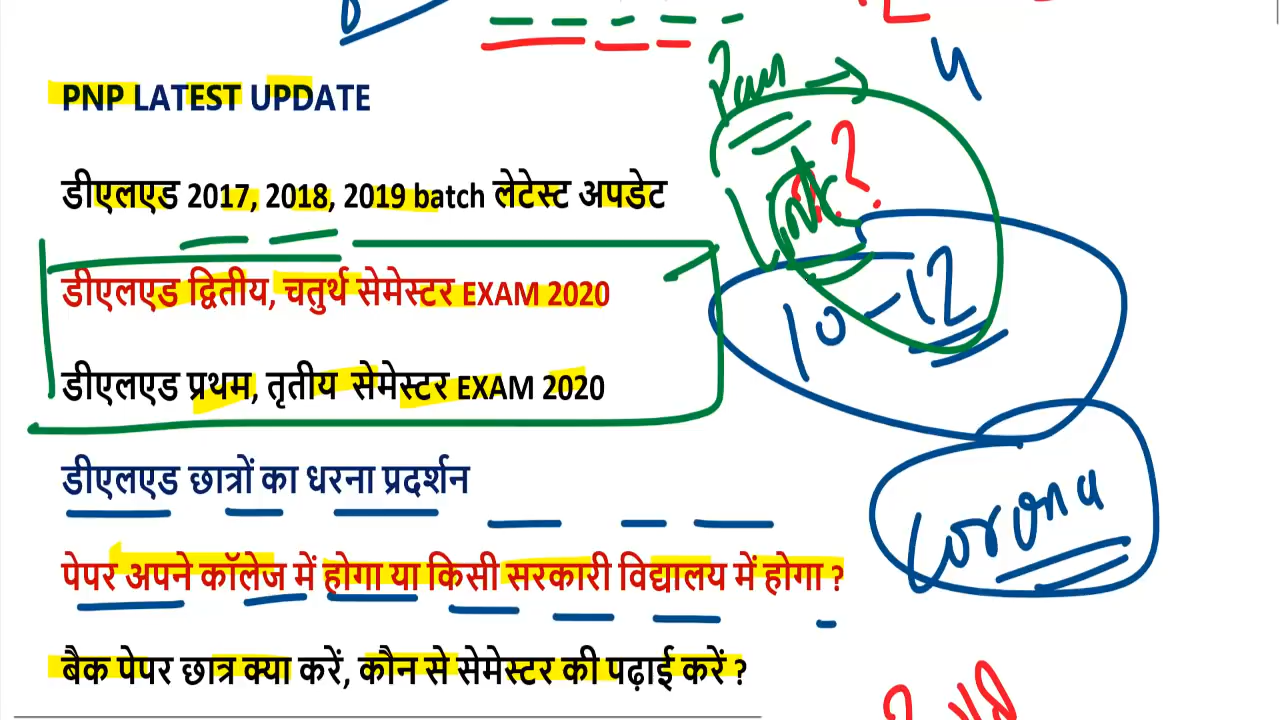 4
PNP LATEST UPDATE
?
डीएलएड 2017, 2018, 2019 batch लेटेस्ट अपडेट
डीएलएड द्वितीय, चतुर्थ सेमेस्टर EXAM 2020
10-12
डीएलएड प्रथम, तृतीय सेमेस्टर EXAM 2020
डीएलएड छात्रों का धरना प्रदर्शन
Corona
पेपर अपने कॉलेज में होगा या किसी सरकारी विद्यालय में होगा ?
बैक पेपर छात्र क्या करें, कौन से सेमेस्टर की पढ़ाई करें ?